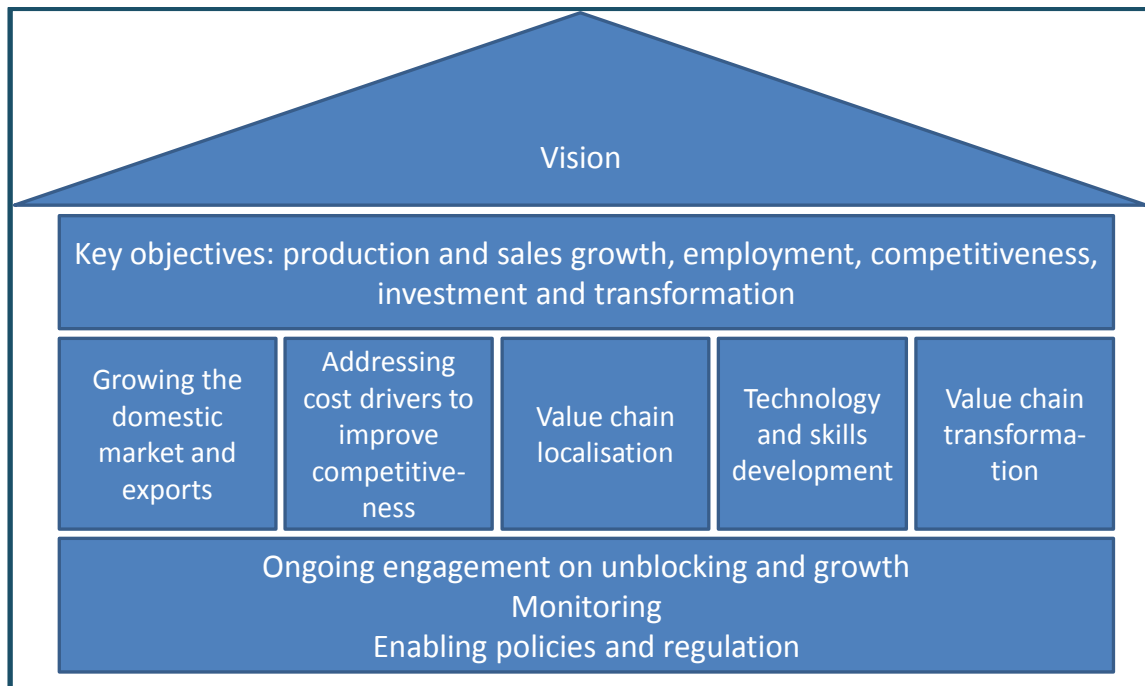 Vision
Key objectives: production and sales growth, employment, competitiveness,
investment and transformation
Growing the
domestic
market and
exports
Addressing
cost drivers to
improve
competitive-
ness
Value chain
localisation
Technology
and skills
development
Value chain
transforma-
tion
Ongoing engagement on unblocking and growth
Monitoring
Enabling policies and regulation